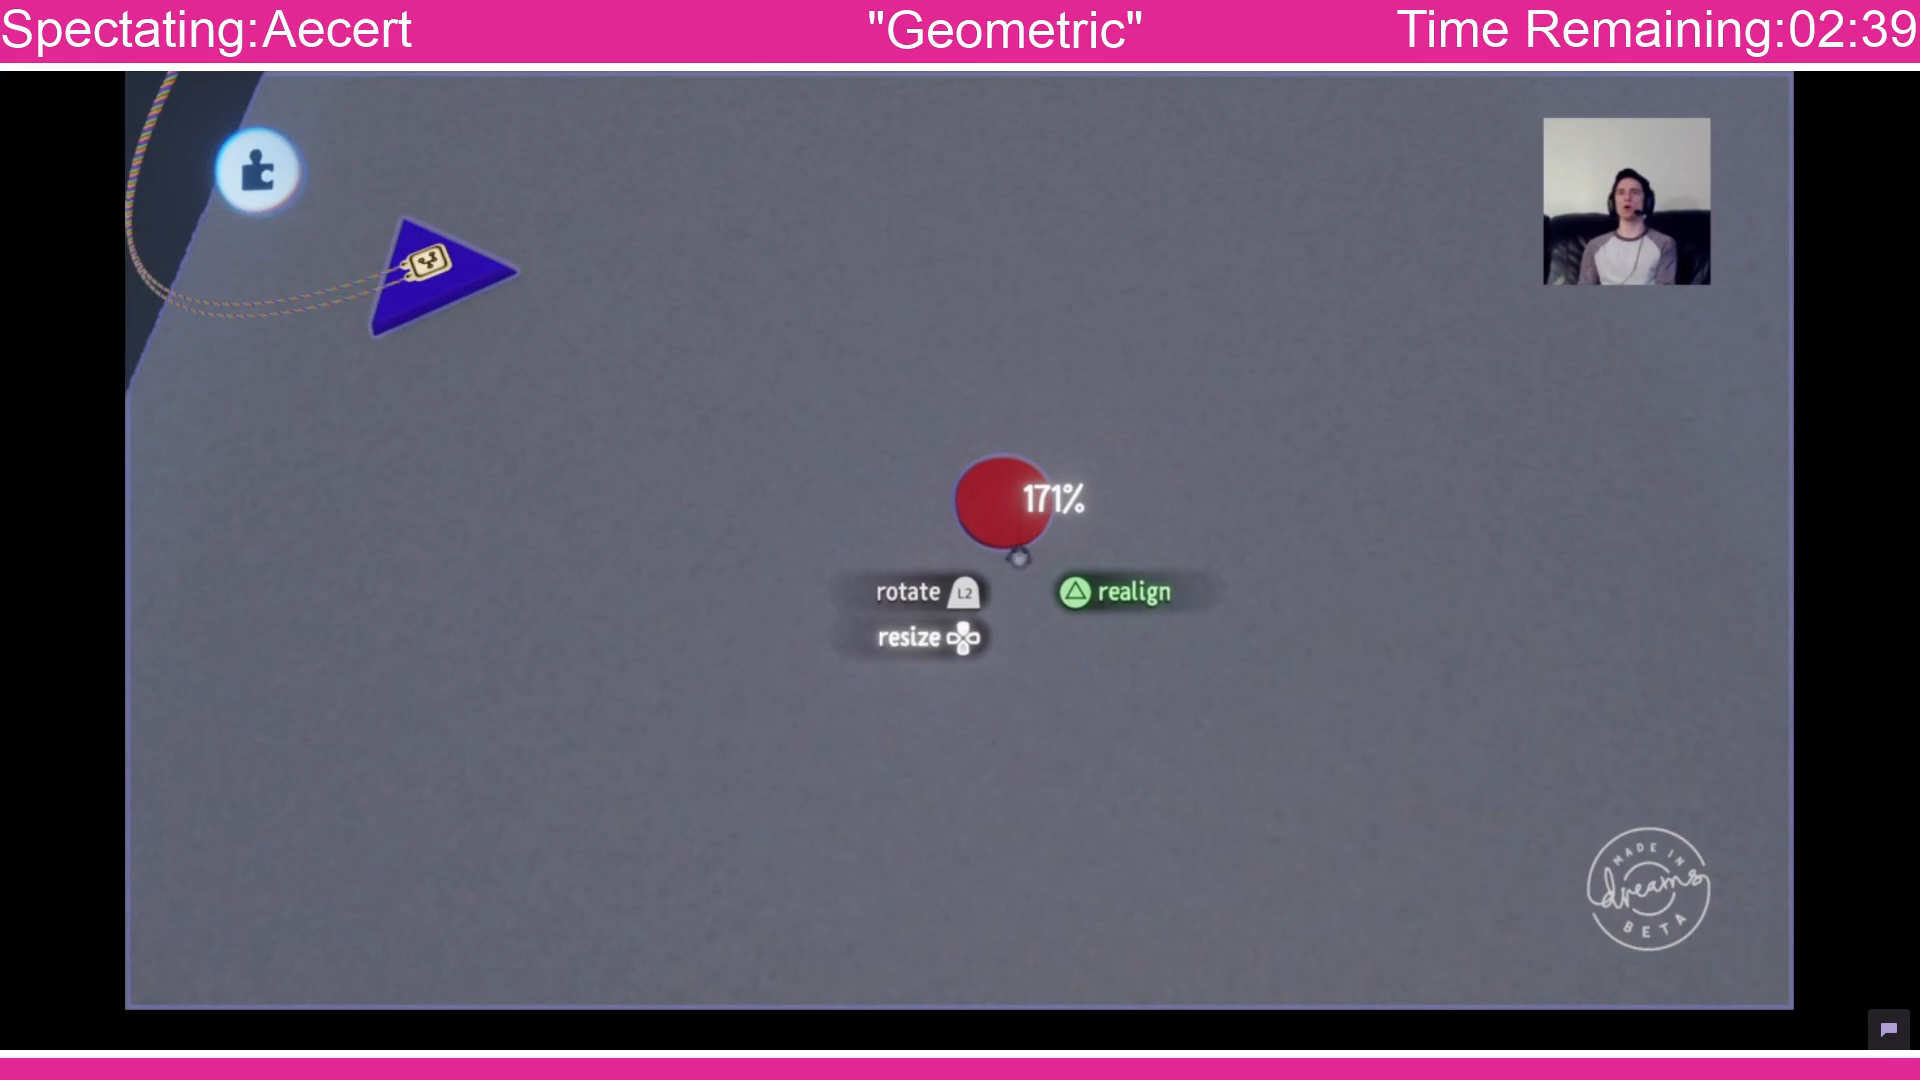 Spectating:Aecert
"Geometric"
Time Remaining:02:39
171%
rotate L2
realign
resize
MADE IN
dreams
BETA